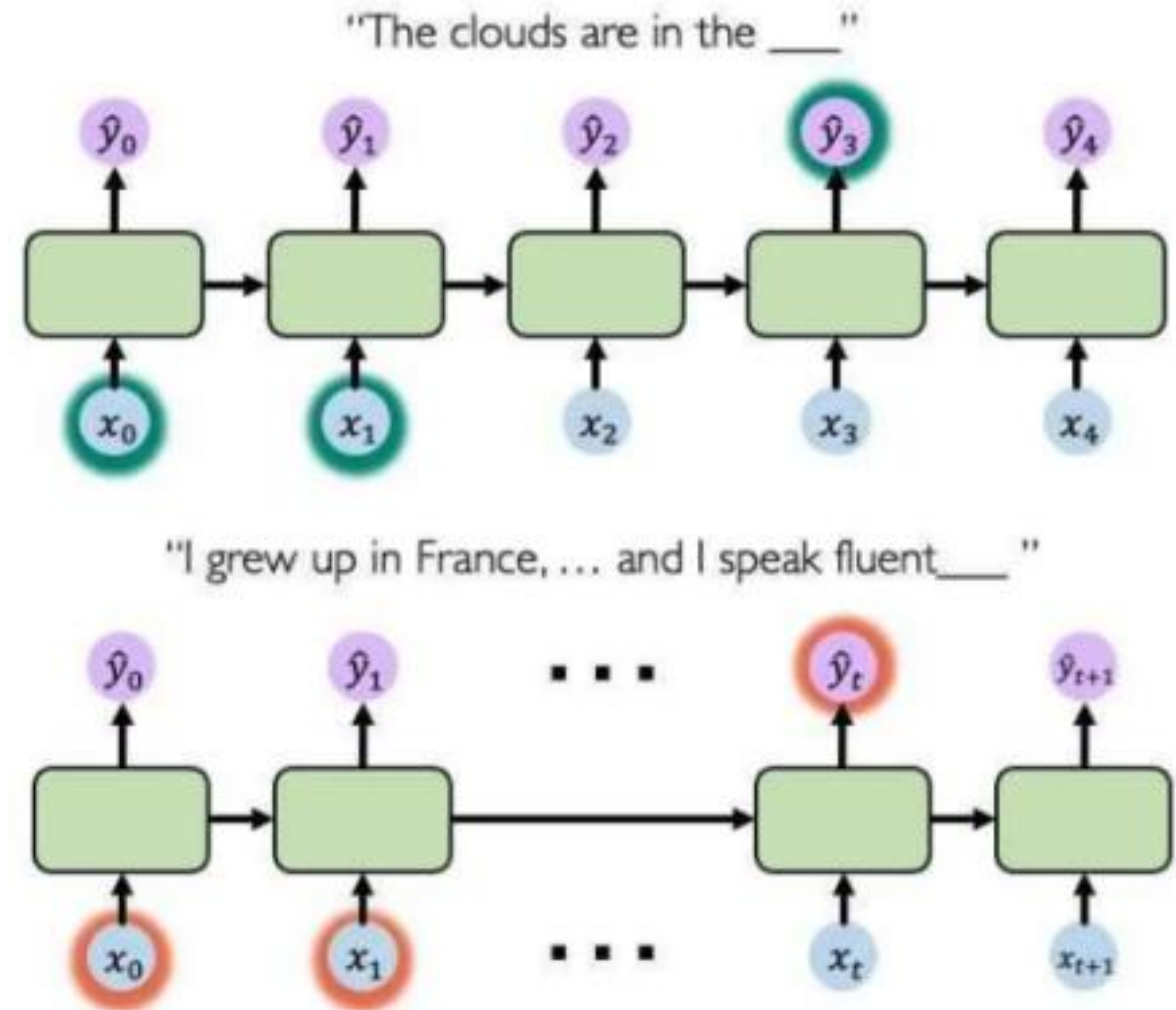 "The clouds are in the ___"
ŷ₀ ŷ₁ ŷ₂ ŷ₃ ŷ₄
x₀ x₁ x₂ x₃ x₄
"I grew up in France, ... and I speak fluent___"
ŷ₀ ŷ₁ ... ŷₜ ŷₜ₊₁
x₀ x₁ ... xₜ xₜ₊₁